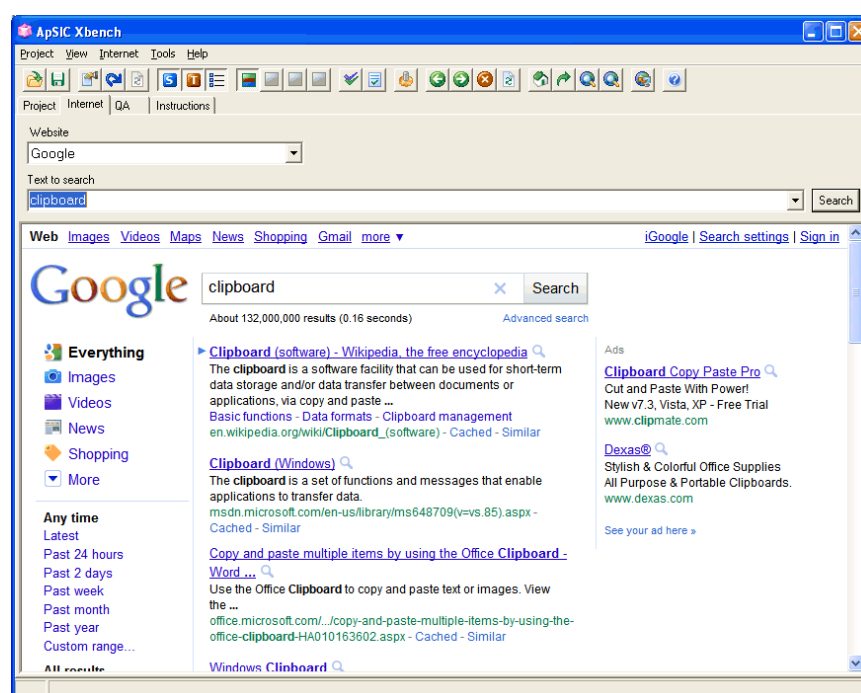 ApSIC Xbench
Project View Internet Tools Help
Project Internet QA Instructions
Website
Google
Text to search
clipboard
Search
Web Images Videos Maps News Shopping Gmail more ▼ iGoogle | Search settings | Sign in
Google
clipboard
Search
About 132,000,000 results (0.16 seconds) Advanced search
Everything
Images
Videos
News
Shopping
More
Any time
Latest
Past 24 hours
Past 2 days
Past week
Past month
Past year
Custom range...
All results
Clipboard (software) - Wikipedia, the free encyclopedia
The clipboard is a software facility that can be used for short-term
data storage and/or data transfer between documents or
applications, via copy and paste ...
Basic functions - Data formats - Clipboard management
en.wikipedia.org/wiki/Clipboard_(software) - Cached - Similar
Clipboard (Windows)
The clipboard is a set of functions and messages that enable
applications to transfer data.
msdn.microsoft.com/en-us/library/ms648709(v=vs.85).aspx -
Cached - Similar
Copy and paste multiple items by using the Office Clipboard -
Word ...
Use the Office Clipboard to copy and paste text or images. View
the ...
office.microsoft.com/.../copy-and-paste-multiple-items-by-using-the-
office-clipboard-HA010163602.aspx - Cached - Similar
Windows Clipboard
Ads
Clipboard Copy Paste Pro
Cut and Paste With Power!
New v7.3, Vista, XP - Free Trial
www.clipmate.com
Dexas®
Stylish & Colorful Office Supplies
All Purpose & Portable Clipboards.
www.dexas.com
See your ad here »